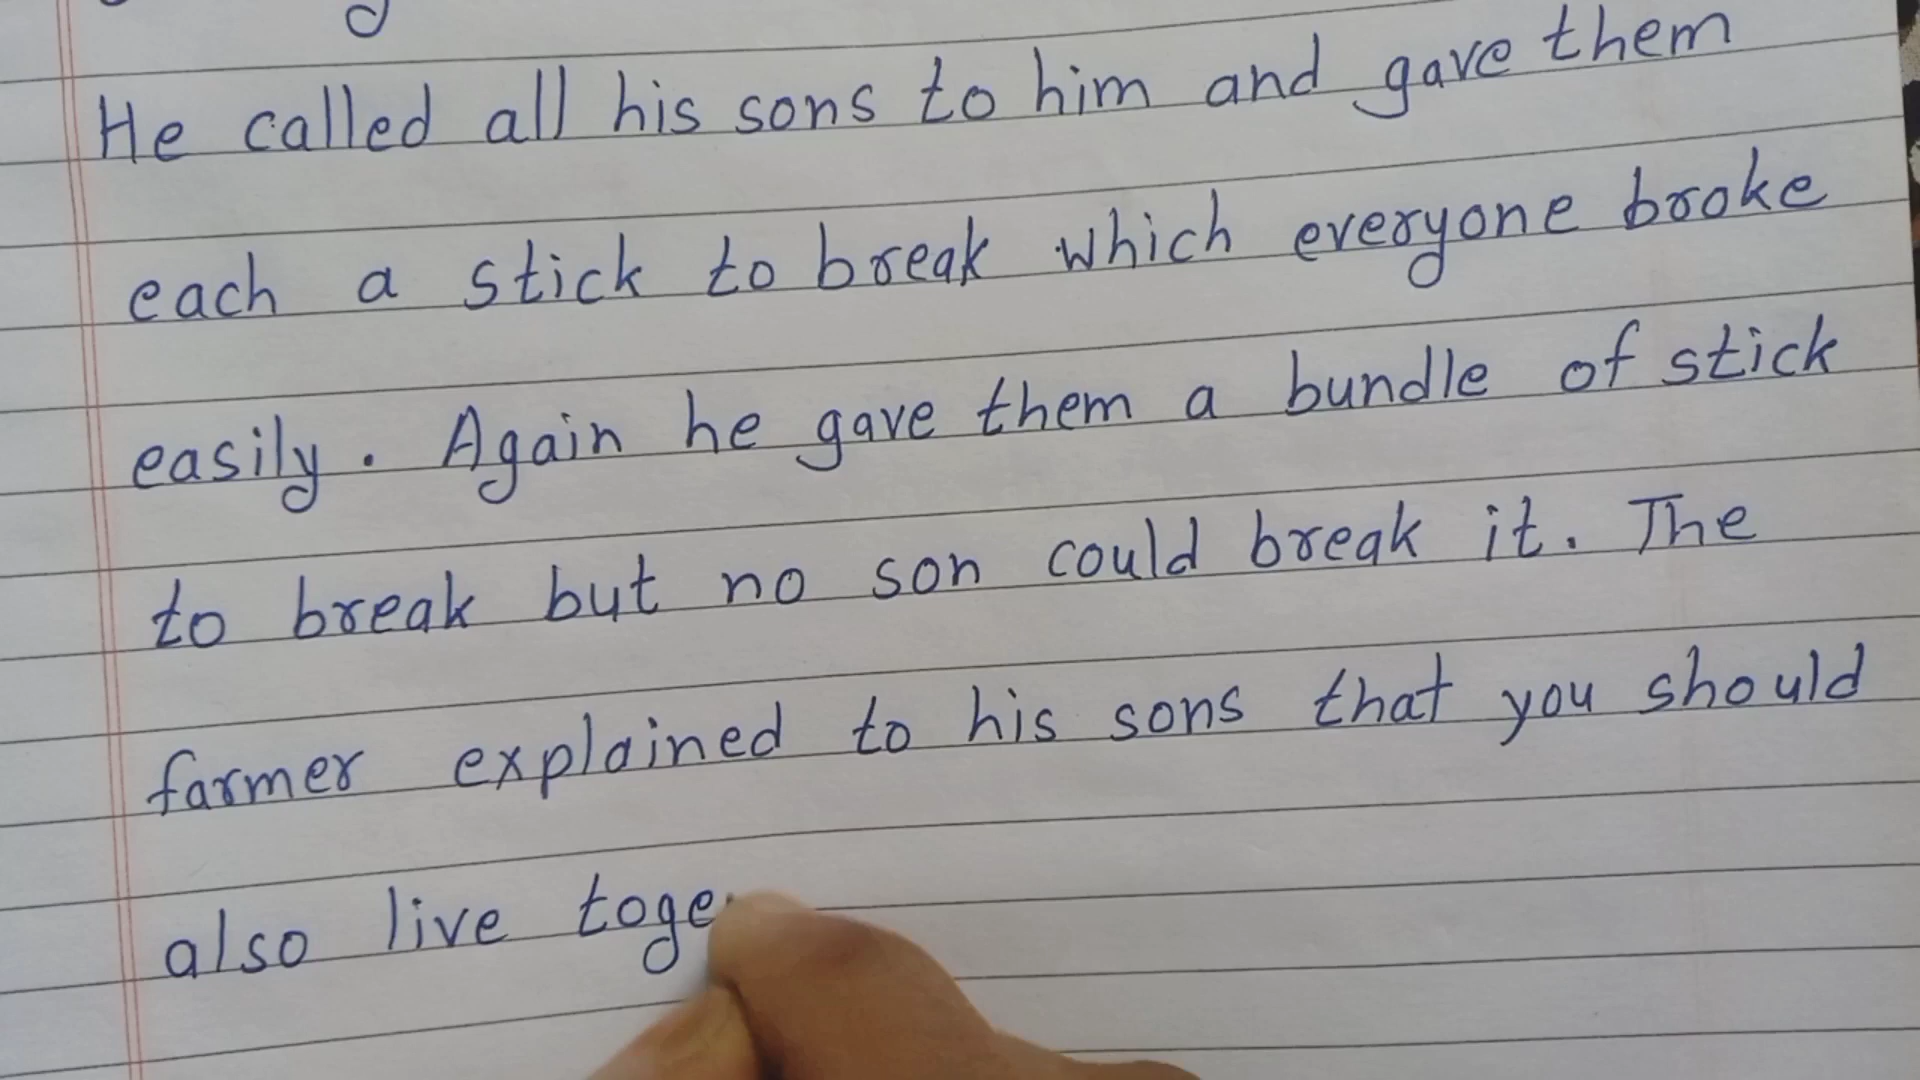 He called all his sons to him and gave them
each a stick to break which everyone broke
easily. Again he gave them a bundle of stick
to break but no son could break it. The
farmer explained to his sons that you should
also live toge